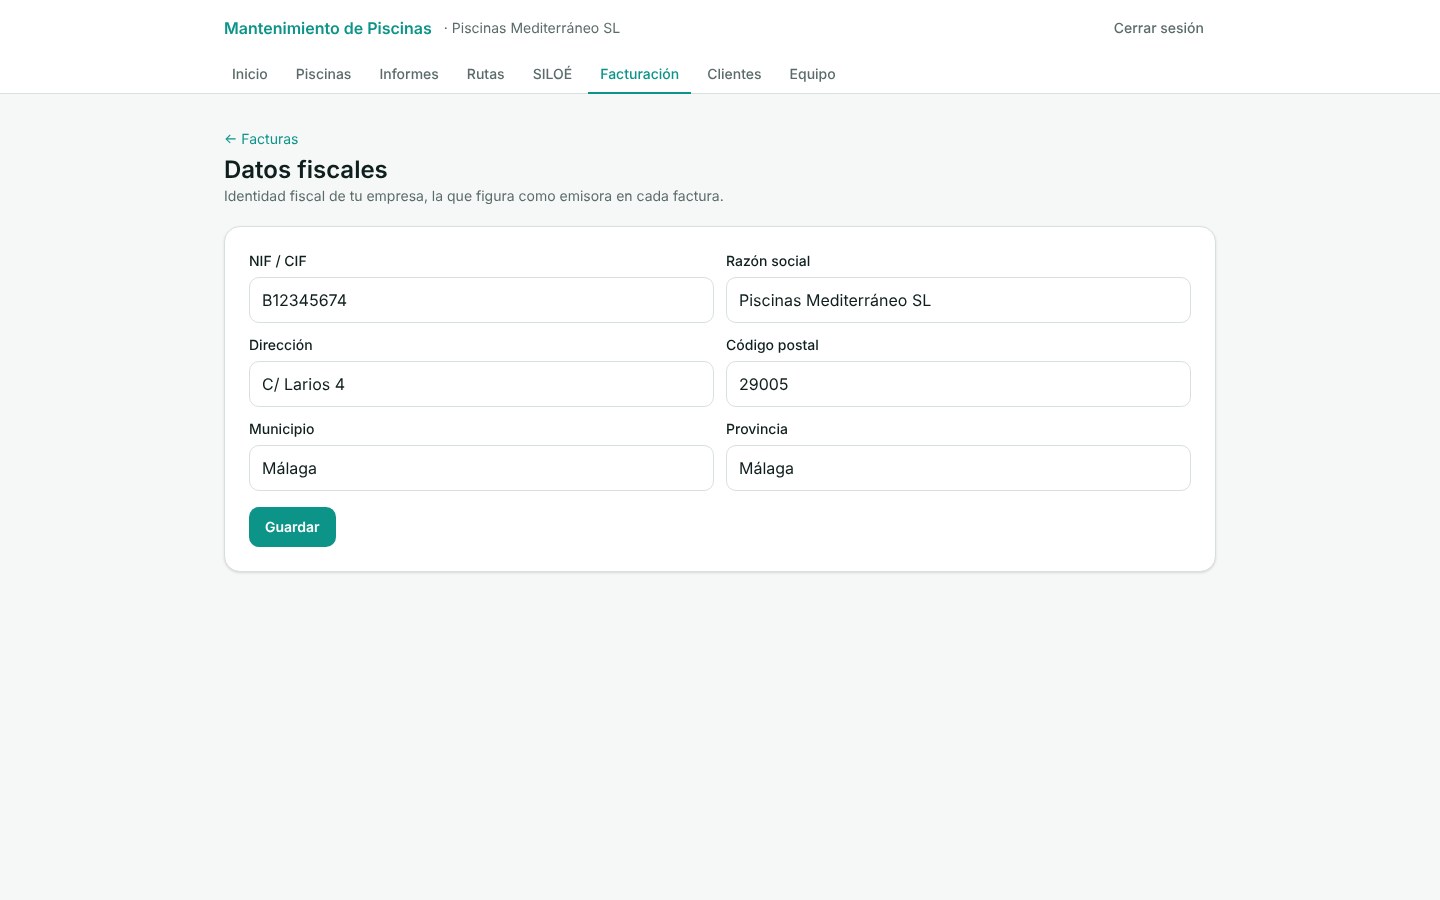 Mantenimiento de Piscinas · Piscinas Mediterráneo SL Cerrar sesión
Inicio Piscinas Informes Rutas SILOÉ Facturación Clientes Equipo
← Facturas
Datos fiscales
Identidad fiscal de tu empresa, la que figura como emisora en cada factura.
NIF / CIF Razón social
B12345674 Piscinas Mediterráneo SL
Dirección Código postal
C/ Larios 4 29005
Municipio Provincia
Málaga Málaga
Guardar